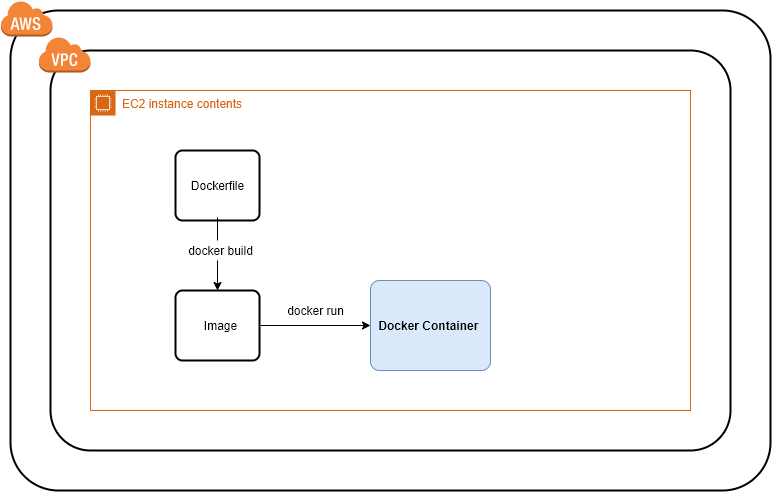 AWS
VPC
EC2 instance contents
Dockerfile
docker build
Image
docker run
Docker Container